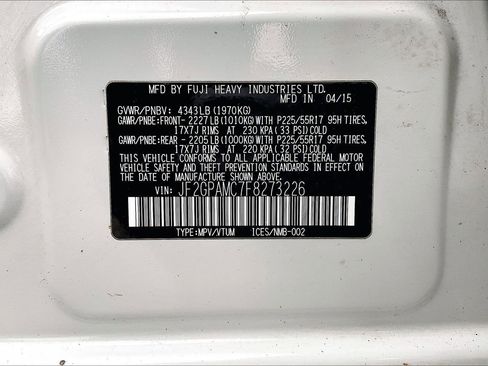 MFD BY FUJI HEAVY INDUSTRIES LTD.
MFD IN 04/15
GVWR/PNBV: 4343LB(1970KG)
GAWR/PNBE:FRONT- 2227LB(1010KG)WITH P225/55R17 95H TIRES,
17X7J RIMS AT 230 KPA(33 PSI)COLD
GAWR/PNBE:REAR - 2205LB(1000KG)WITH P225/55R17 95H TIRES,
17X7J RIMS AT 220 KPA(32 PSI)COLD
THIS VEHICLE CONFORMS TO ALL APPLICABLE FEDERAL MOTOR
VEHICLE SAFETY AND THEFT PREVENTION STANDARDS IN EFFECT ON
THE DATE OF MANUFACTURE SHOWN ABOVE.
VIN: JF2GPAMC7F8273226
TYPE:MPV/VTUM ICES/NMB-002